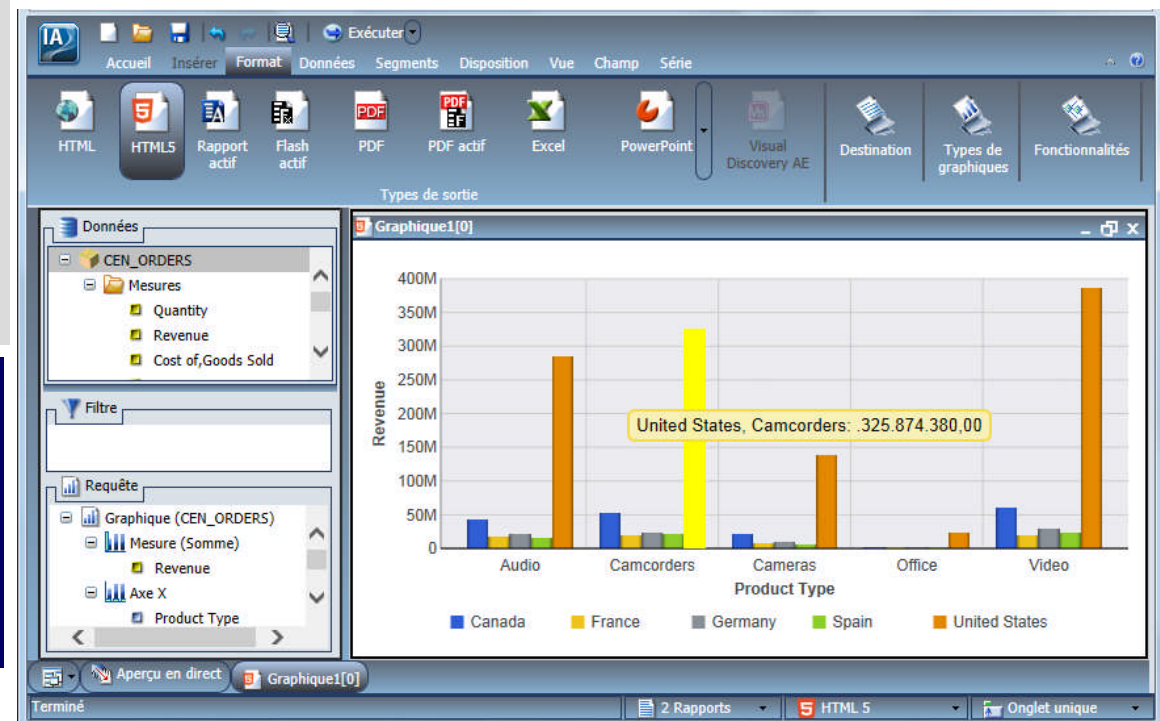 IA
Exécuter
Accueil Insérer Format Données Segments Disposition Vue Champ Série
HTML
HTML5
Rapport actif
Flash actif
PDF
PDF actif
Excel
PowerPoint
Visual Discovery AE
Destination
Types de graphiques
Fonctionnalités
Types de sortie
Données
CEN_ORDERS
Mesures
Quantity
Revenue
Cost of,Goods Sold
Filtre
Requête
Graphique (CEN_ORDERS)
Mesure (Somme)
Revenue
Axe X
Product Type
Graphique1[0]
400M
350M
300M
250M
200M
150M
100M
50M
0
Revenue
United States, Camcorders: .325.874.380,00
Audio Camcorders Cameras Office Video
Product Type
Canada France Germany Spain United States
Aperçu en direct Graphique1[0]
Terminé 2 Rapports HTML 5 Onglet unique